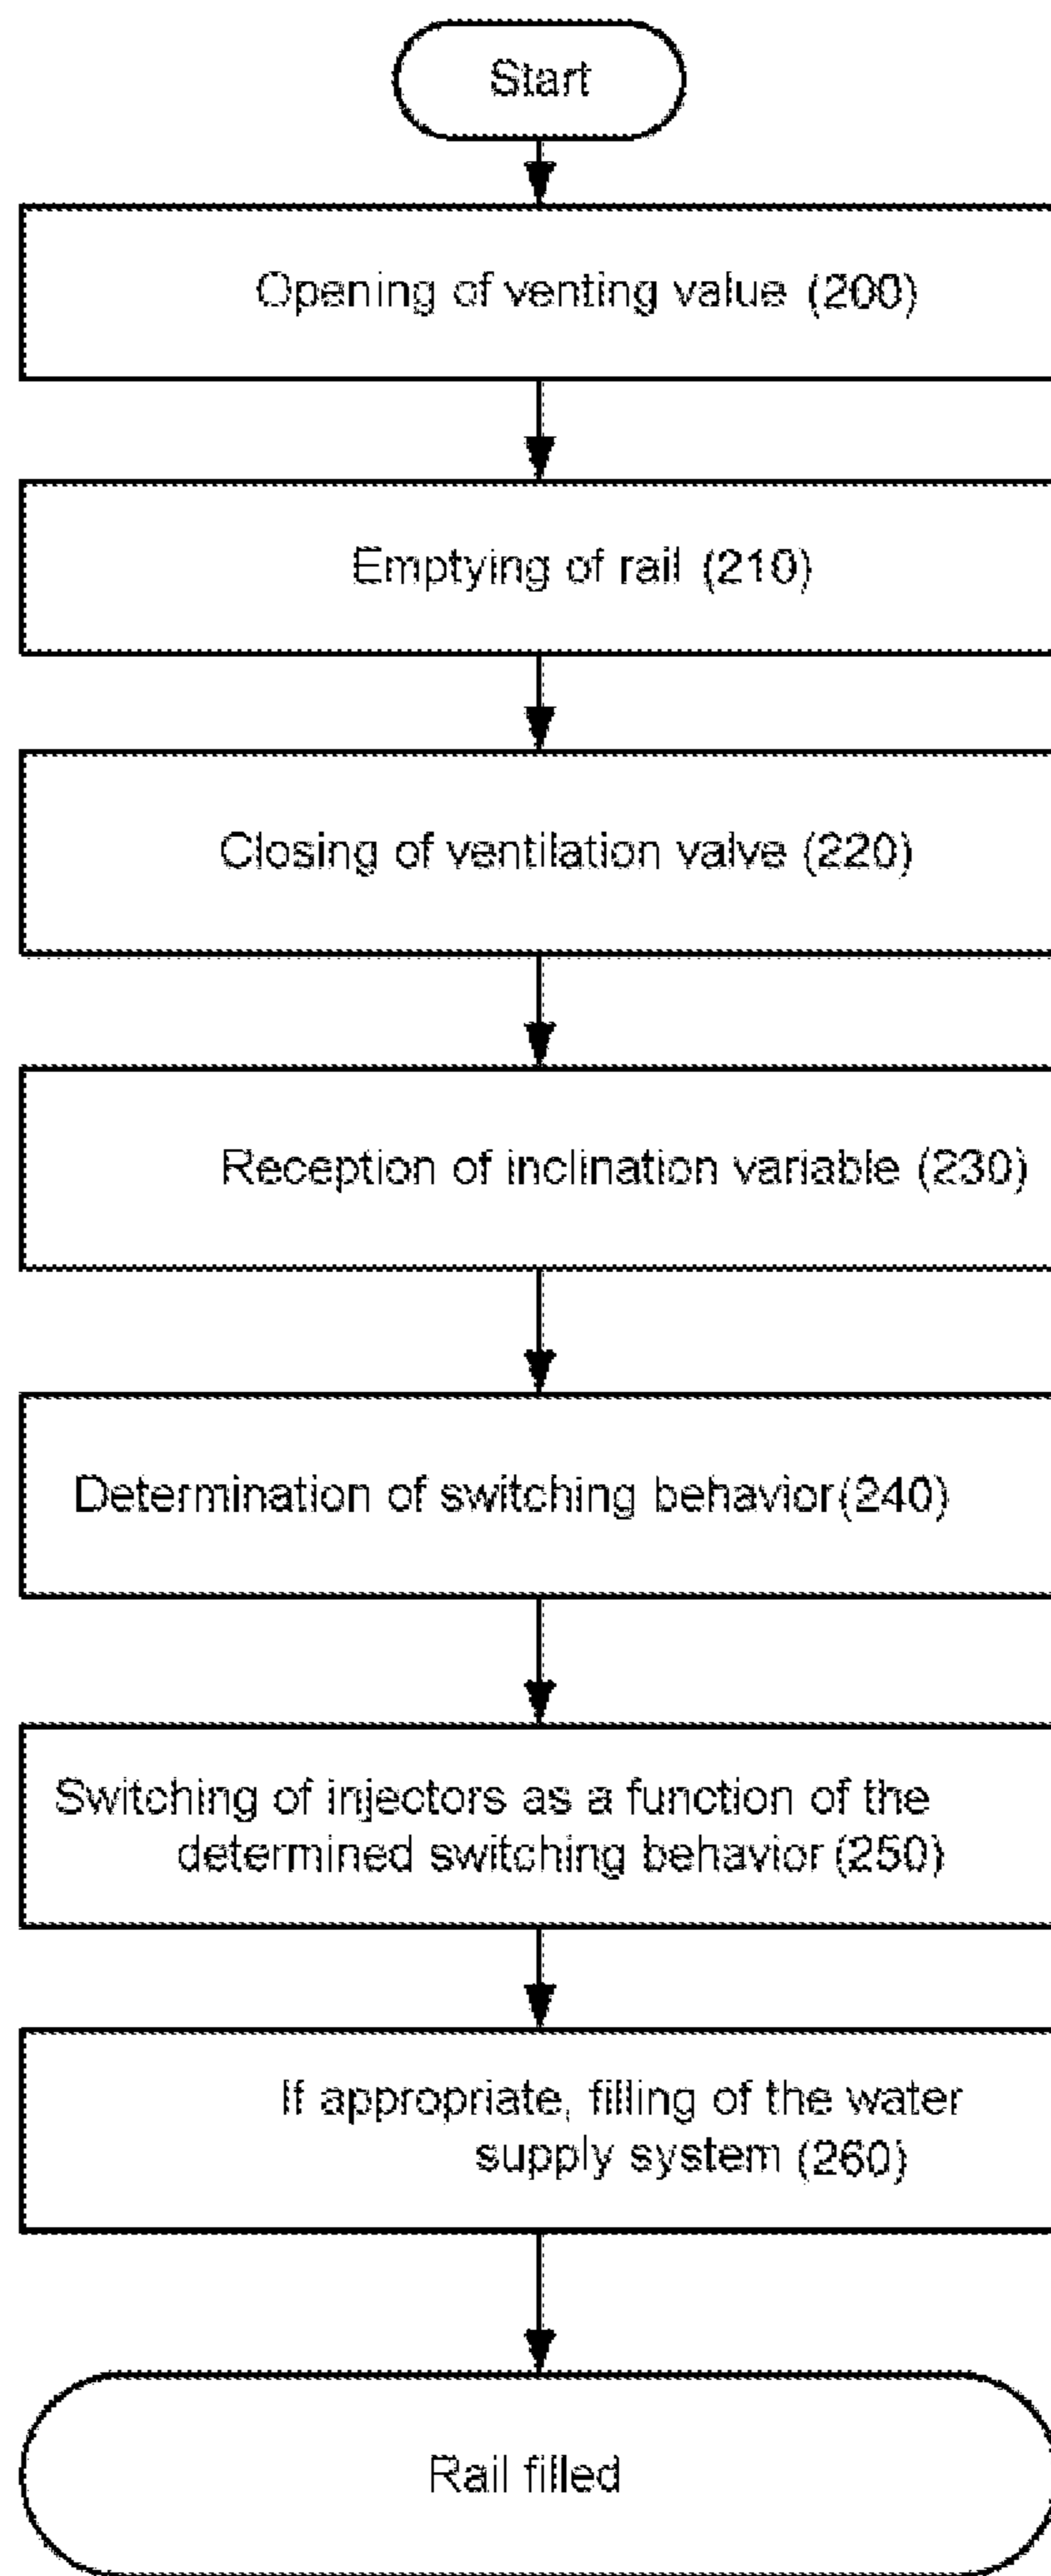 Start
Opening of venting value (200)
Emptying of rail (210)
Closing of ventilation valve (220)
Reception of inclination variable (230)
Determination of switching behavior(240)
Switching of injectors as a function of the
determined switching behavior (250)
If appropriate, filling of the water
supply system (260)
Rail filled